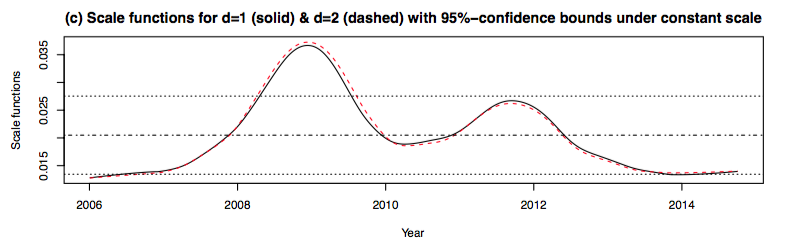 (c) Scale functions for d=1 (solid) & d=2 (dashed) with 95%−confidence bounds under constant scale
Scale functions
0.035
0.025
0.015
2006 2008 2010 2012 2014
Year